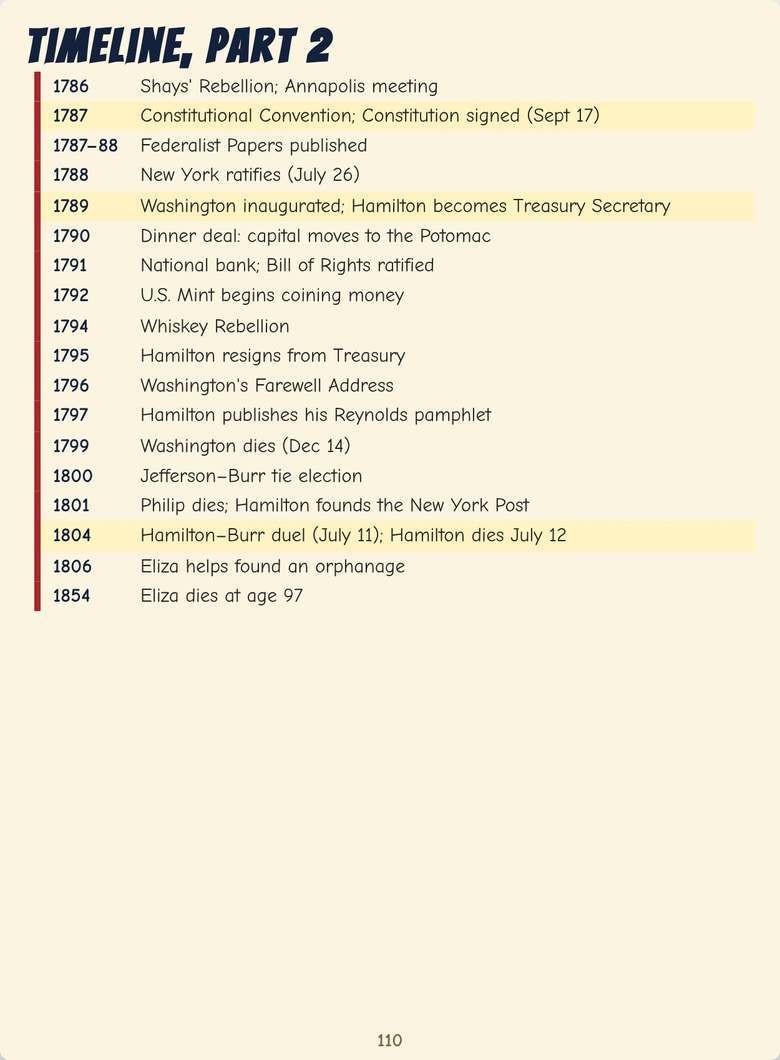 TIMELINE, PART 2
1786 Shays' Rebellion; Annapolis meeting
1787 Constitutional Convention; Constitution signed (Sept 17)
1787–88 Federalist Papers published
1788 New York ratifies (July 26)
1789 Washington inaugurated; Hamilton becomes Treasury Secretary
1790 Dinner deal: capital moves to the Potomac
1791 National bank; Bill of Rights ratified
1792 U.S. Mint begins coining money
1794 Whiskey Rebellion
1795 Hamilton resigns from Treasury
1796 Washington's Farewell Address
1797 Hamilton publishes his Reynolds pamphlet
1799 Washington dies (Dec 14)
1800 Jefferson–Burr tie election
1801 Philip dies; Hamilton founds the New York Post
1804 Hamilton–Burr duel (July 11); Hamilton dies July 12
1806 Eliza helps found an orphanage
1854 Eliza dies at age 97
110